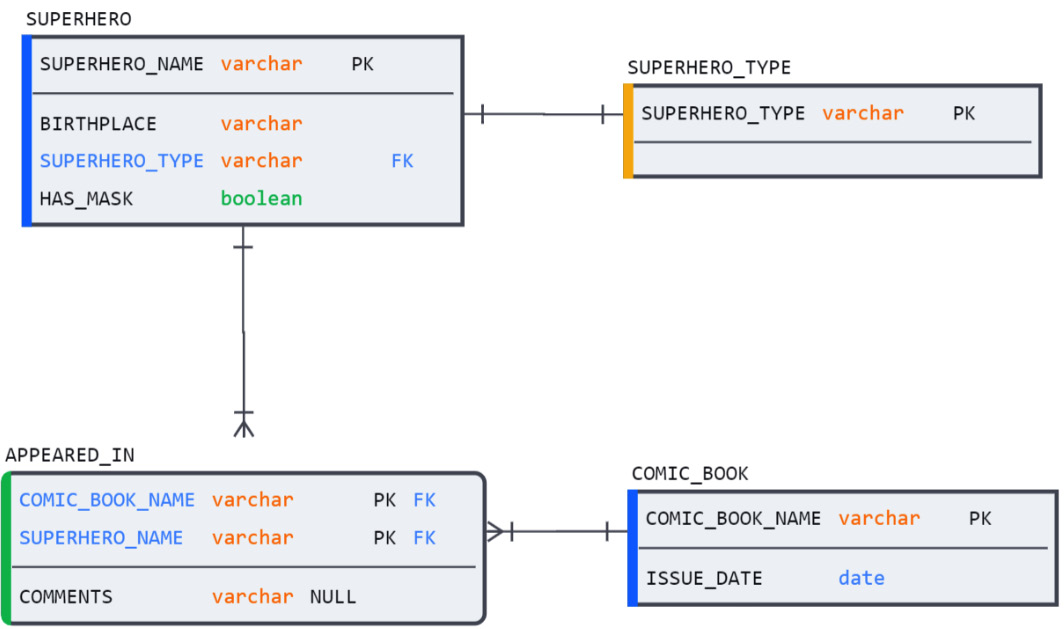 SUPERHERO
SUPERHERO_NAME varchar PK
BIRTHPLACE varchar
SUPERHERO_TYPE varchar FK
HAS_MASK boolean
SUPERHERO_TYPE
SUPERHERO_TYPE varchar PK
APPEARED_IN
COMIC_BOOK_NAME varchar PK FK
SUPERHERO_NAME varchar PK FK
COMMENTS varchar NULL
COMIC_BOOK
COMIC_BOOK_NAME varchar PK
ISSUE_DATE date